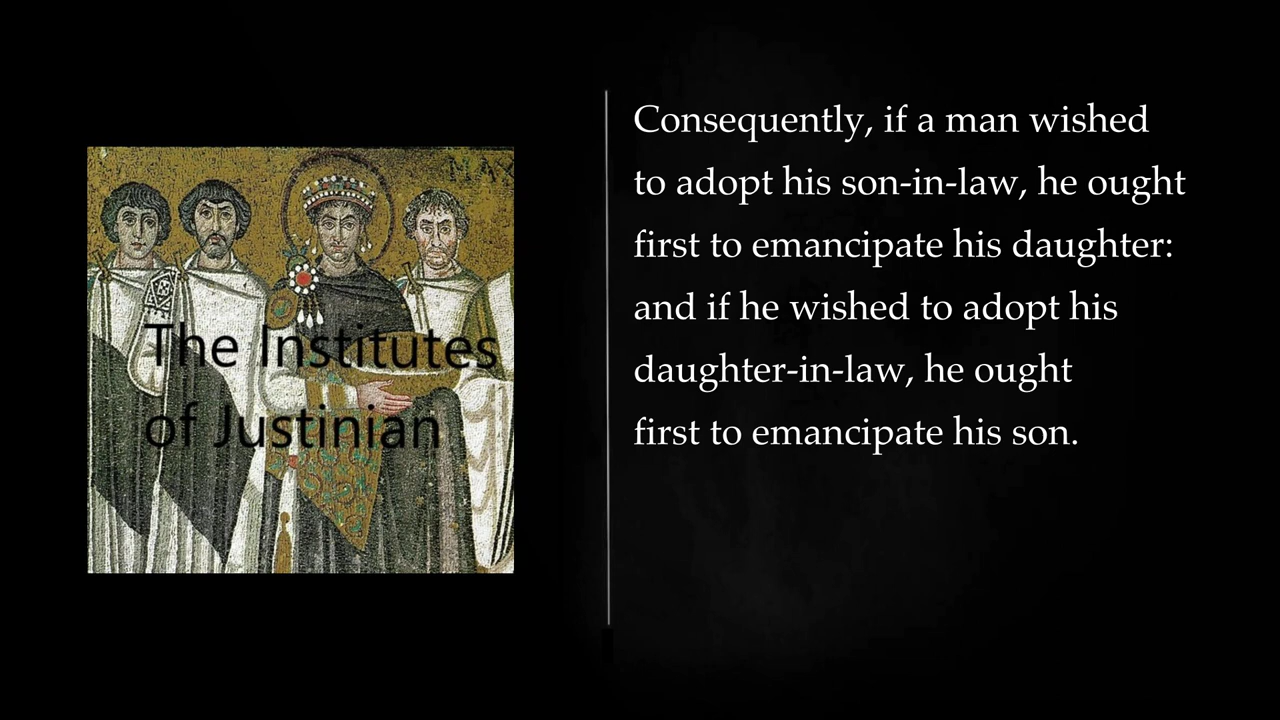 MAX
The Institutes
of Justinian
Consequently, if a man wished
to adopt his son-in-law, he ought
first to emancipate his daughter:
and if he wished to adopt his
daughter-in-law, he ought
first to emancipate his son.